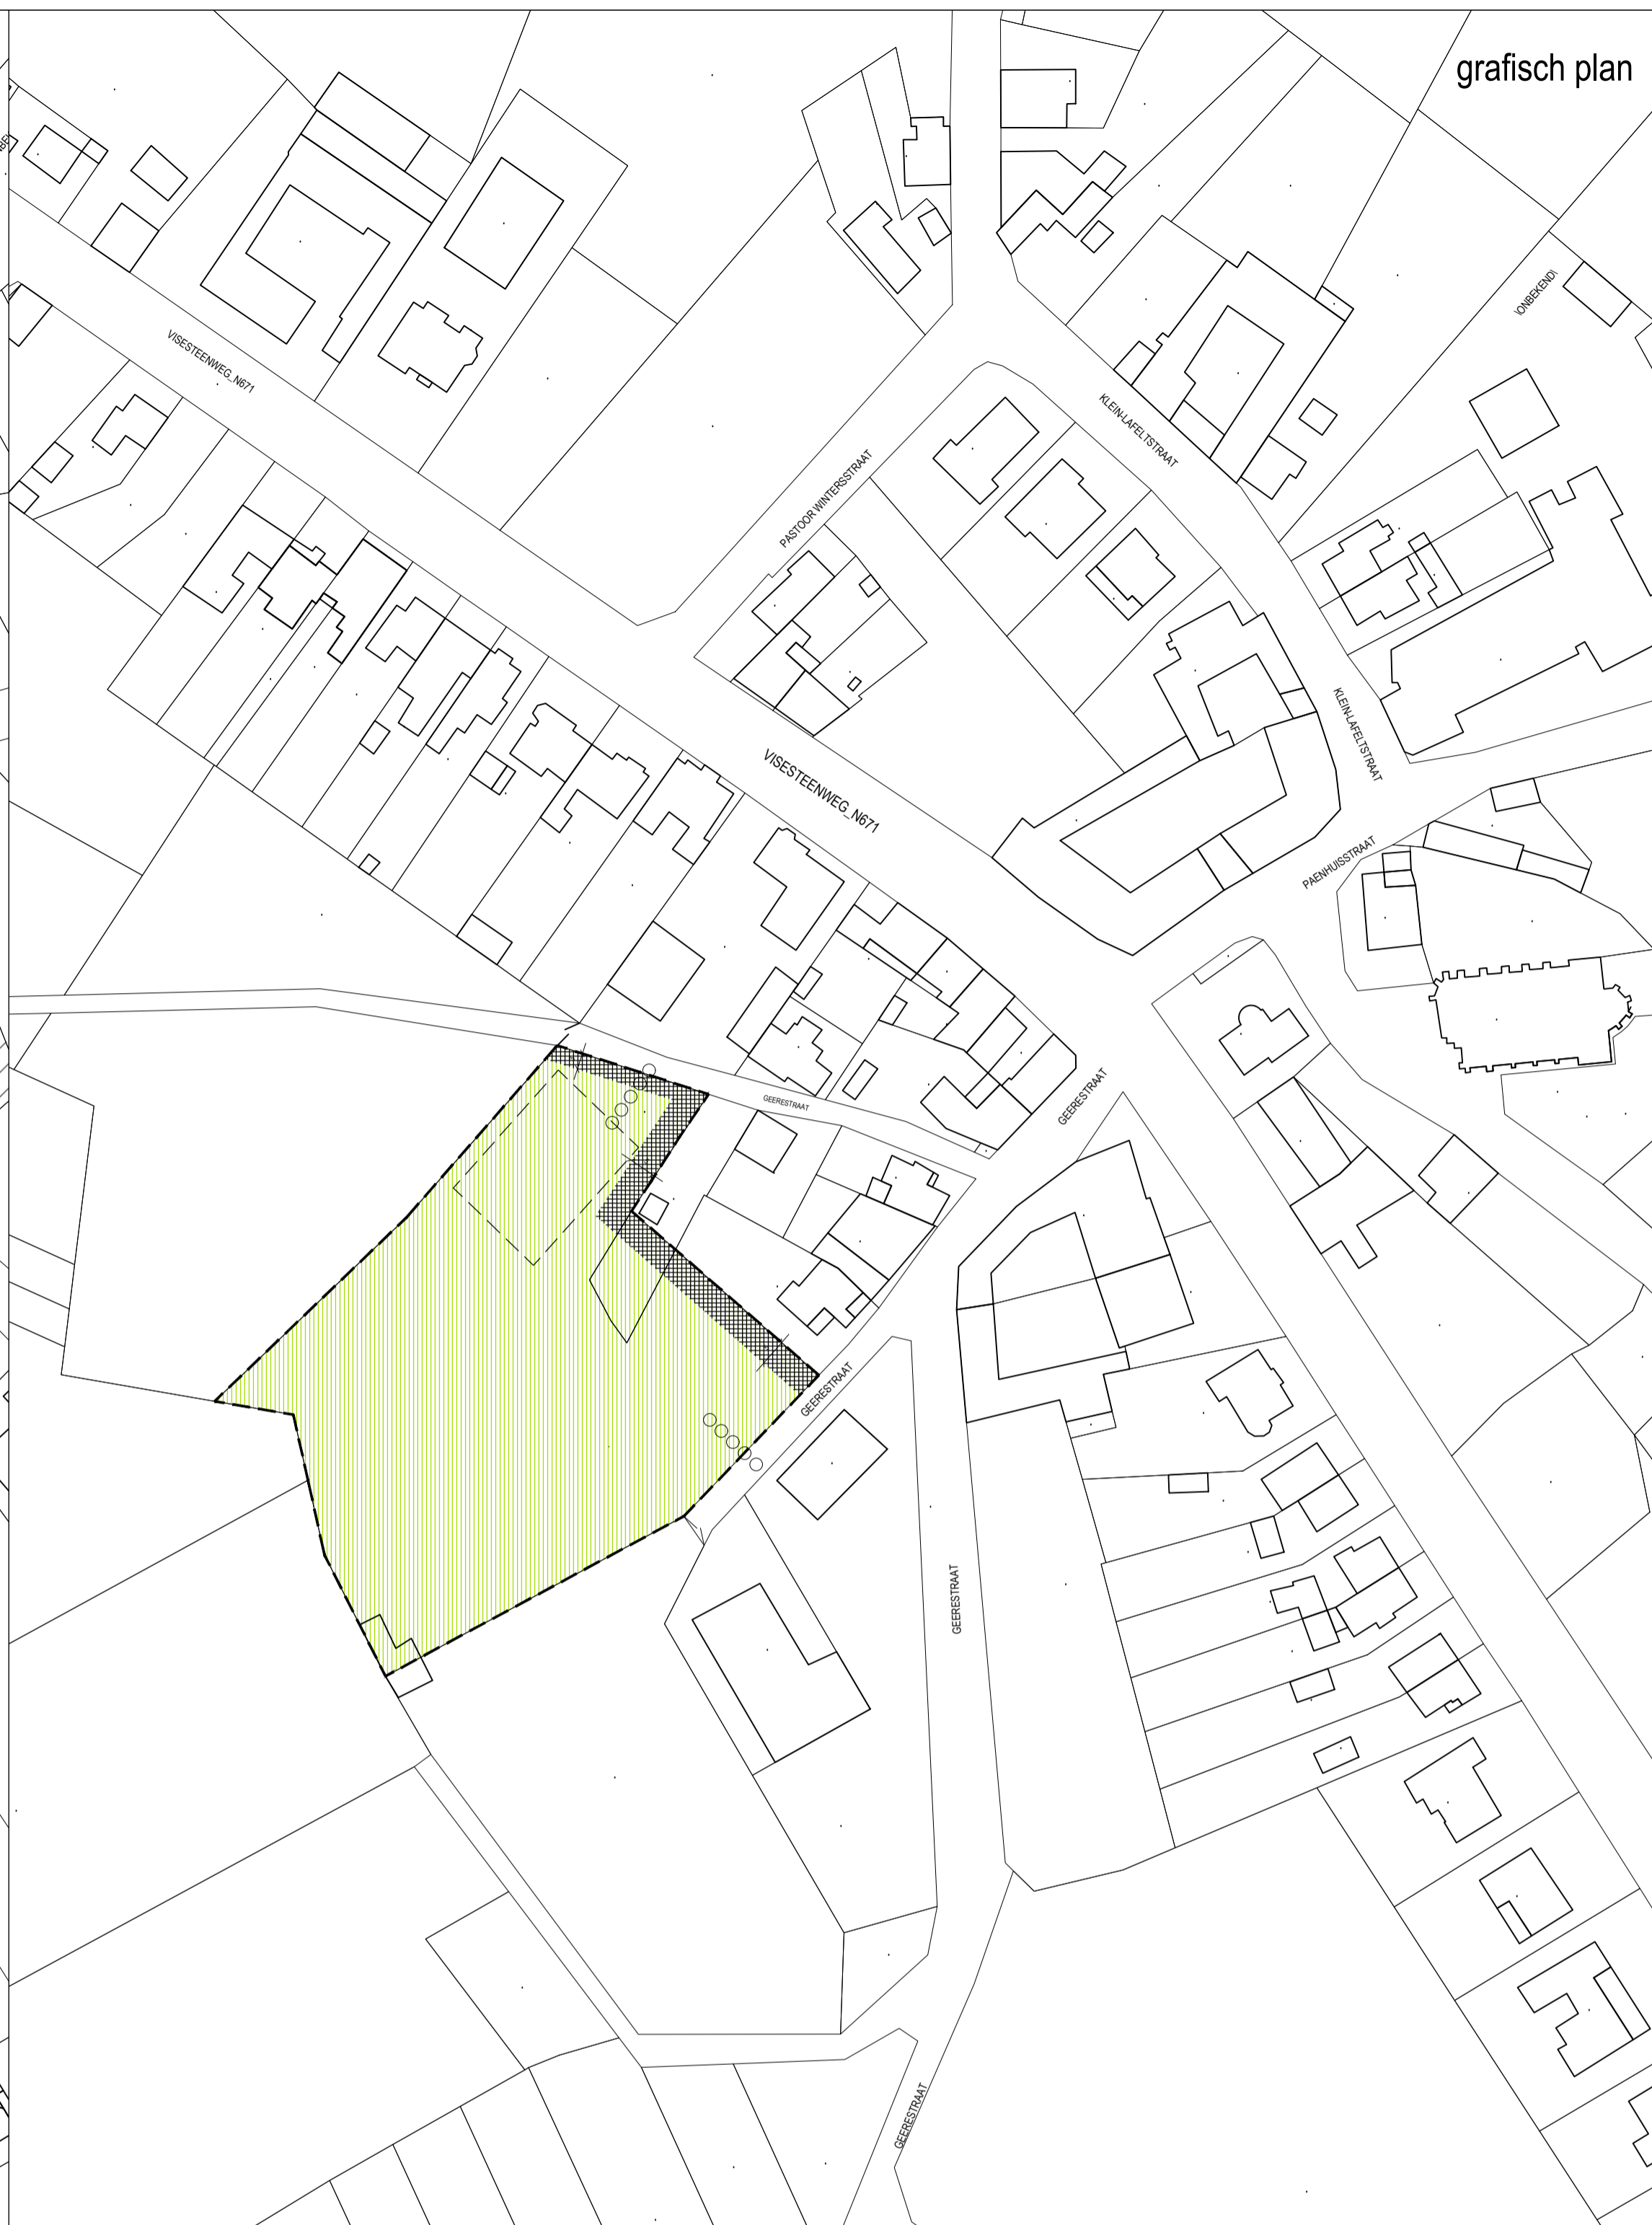 grafisch plan
\ONBEKEND\
VISESTEENWEG_N671
KLEIN-LAFELTSTRAAT
PASTOOR WINTERSSTRAAT
KLEIN-LAFELTSTRAAT
VISESTEENWEG_N671
PAENHUISSTRAAT
GEERESTRAAT
GEERESTRAAT
GEERESTRAAT
GEERESTRAAT
GEERESTRAAT